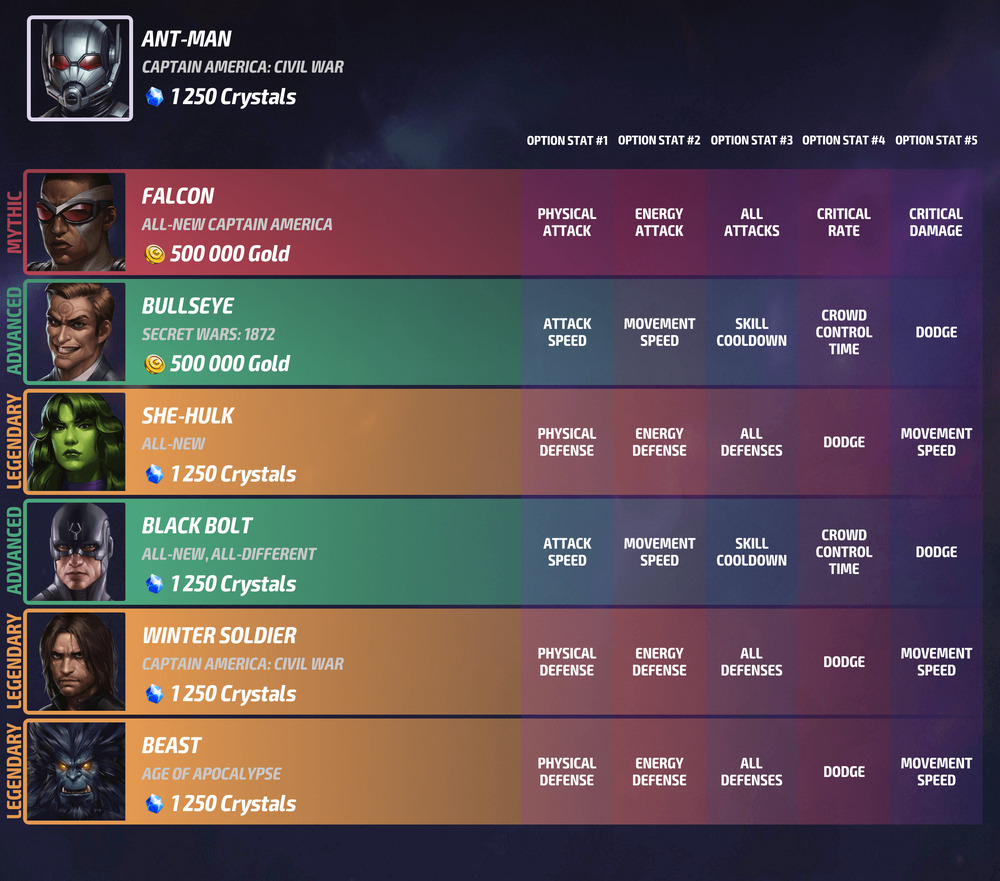 ANT-MAN
CAPTAIN AMERICA: CIVIL WAR
1 250 Crystals
OPTION STAT #1 OPTION STAT #2 OPTION STAT #3 OPTION STAT #4 OPTION STAT #5
MYTHIC
FALCON
ALL-NEW CAPTAIN AMERICA
500 000 Gold
PHYSICAL ATTACK
ENERGY ATTACK
ALL ATTACKS
CRITICAL RATE
CRITICAL DAMAGE
ADVANCED
BULLSEYE
SECRET WARS: 1872
500 000 Gold
ATTACK SPEED
MOVEMENT SPEED
SKILL COOLDOWN
CROWD CONTROL TIME
DODGE
LEGENDARY
SHE-HULK
ALL-NEW
1 250 Crystals
PHYSICAL DEFENSE
ENERGY DEFENSE
ALL DEFENSES
DODGE
MOVEMENT SPEED
ADVANCED
BLACK BOLT
ALL-NEW, ALL-DIFFERENT
1 250 Crystals
ATTACK SPEED
MOVEMENT SPEED
SKILL COOLDOWN
CROWD CONTROL TIME
DODGE
LEGENDARY
WINTER SOLDIER
CAPTAIN AMERICA: CIVIL WAR
1 250 Crystals
PHYSICAL DEFENSE
ENERGY DEFENSE
ALL DEFENSES
DODGE
MOVEMENT SPEED
LEGENDARY
BEAST
AGE OF APOCALYPSE
1 250 Crystals
PHYSICAL DEFENSE
ENERGY DEFENSE
ALL DEFENSES
DODGE
MOVEMENT SPEED